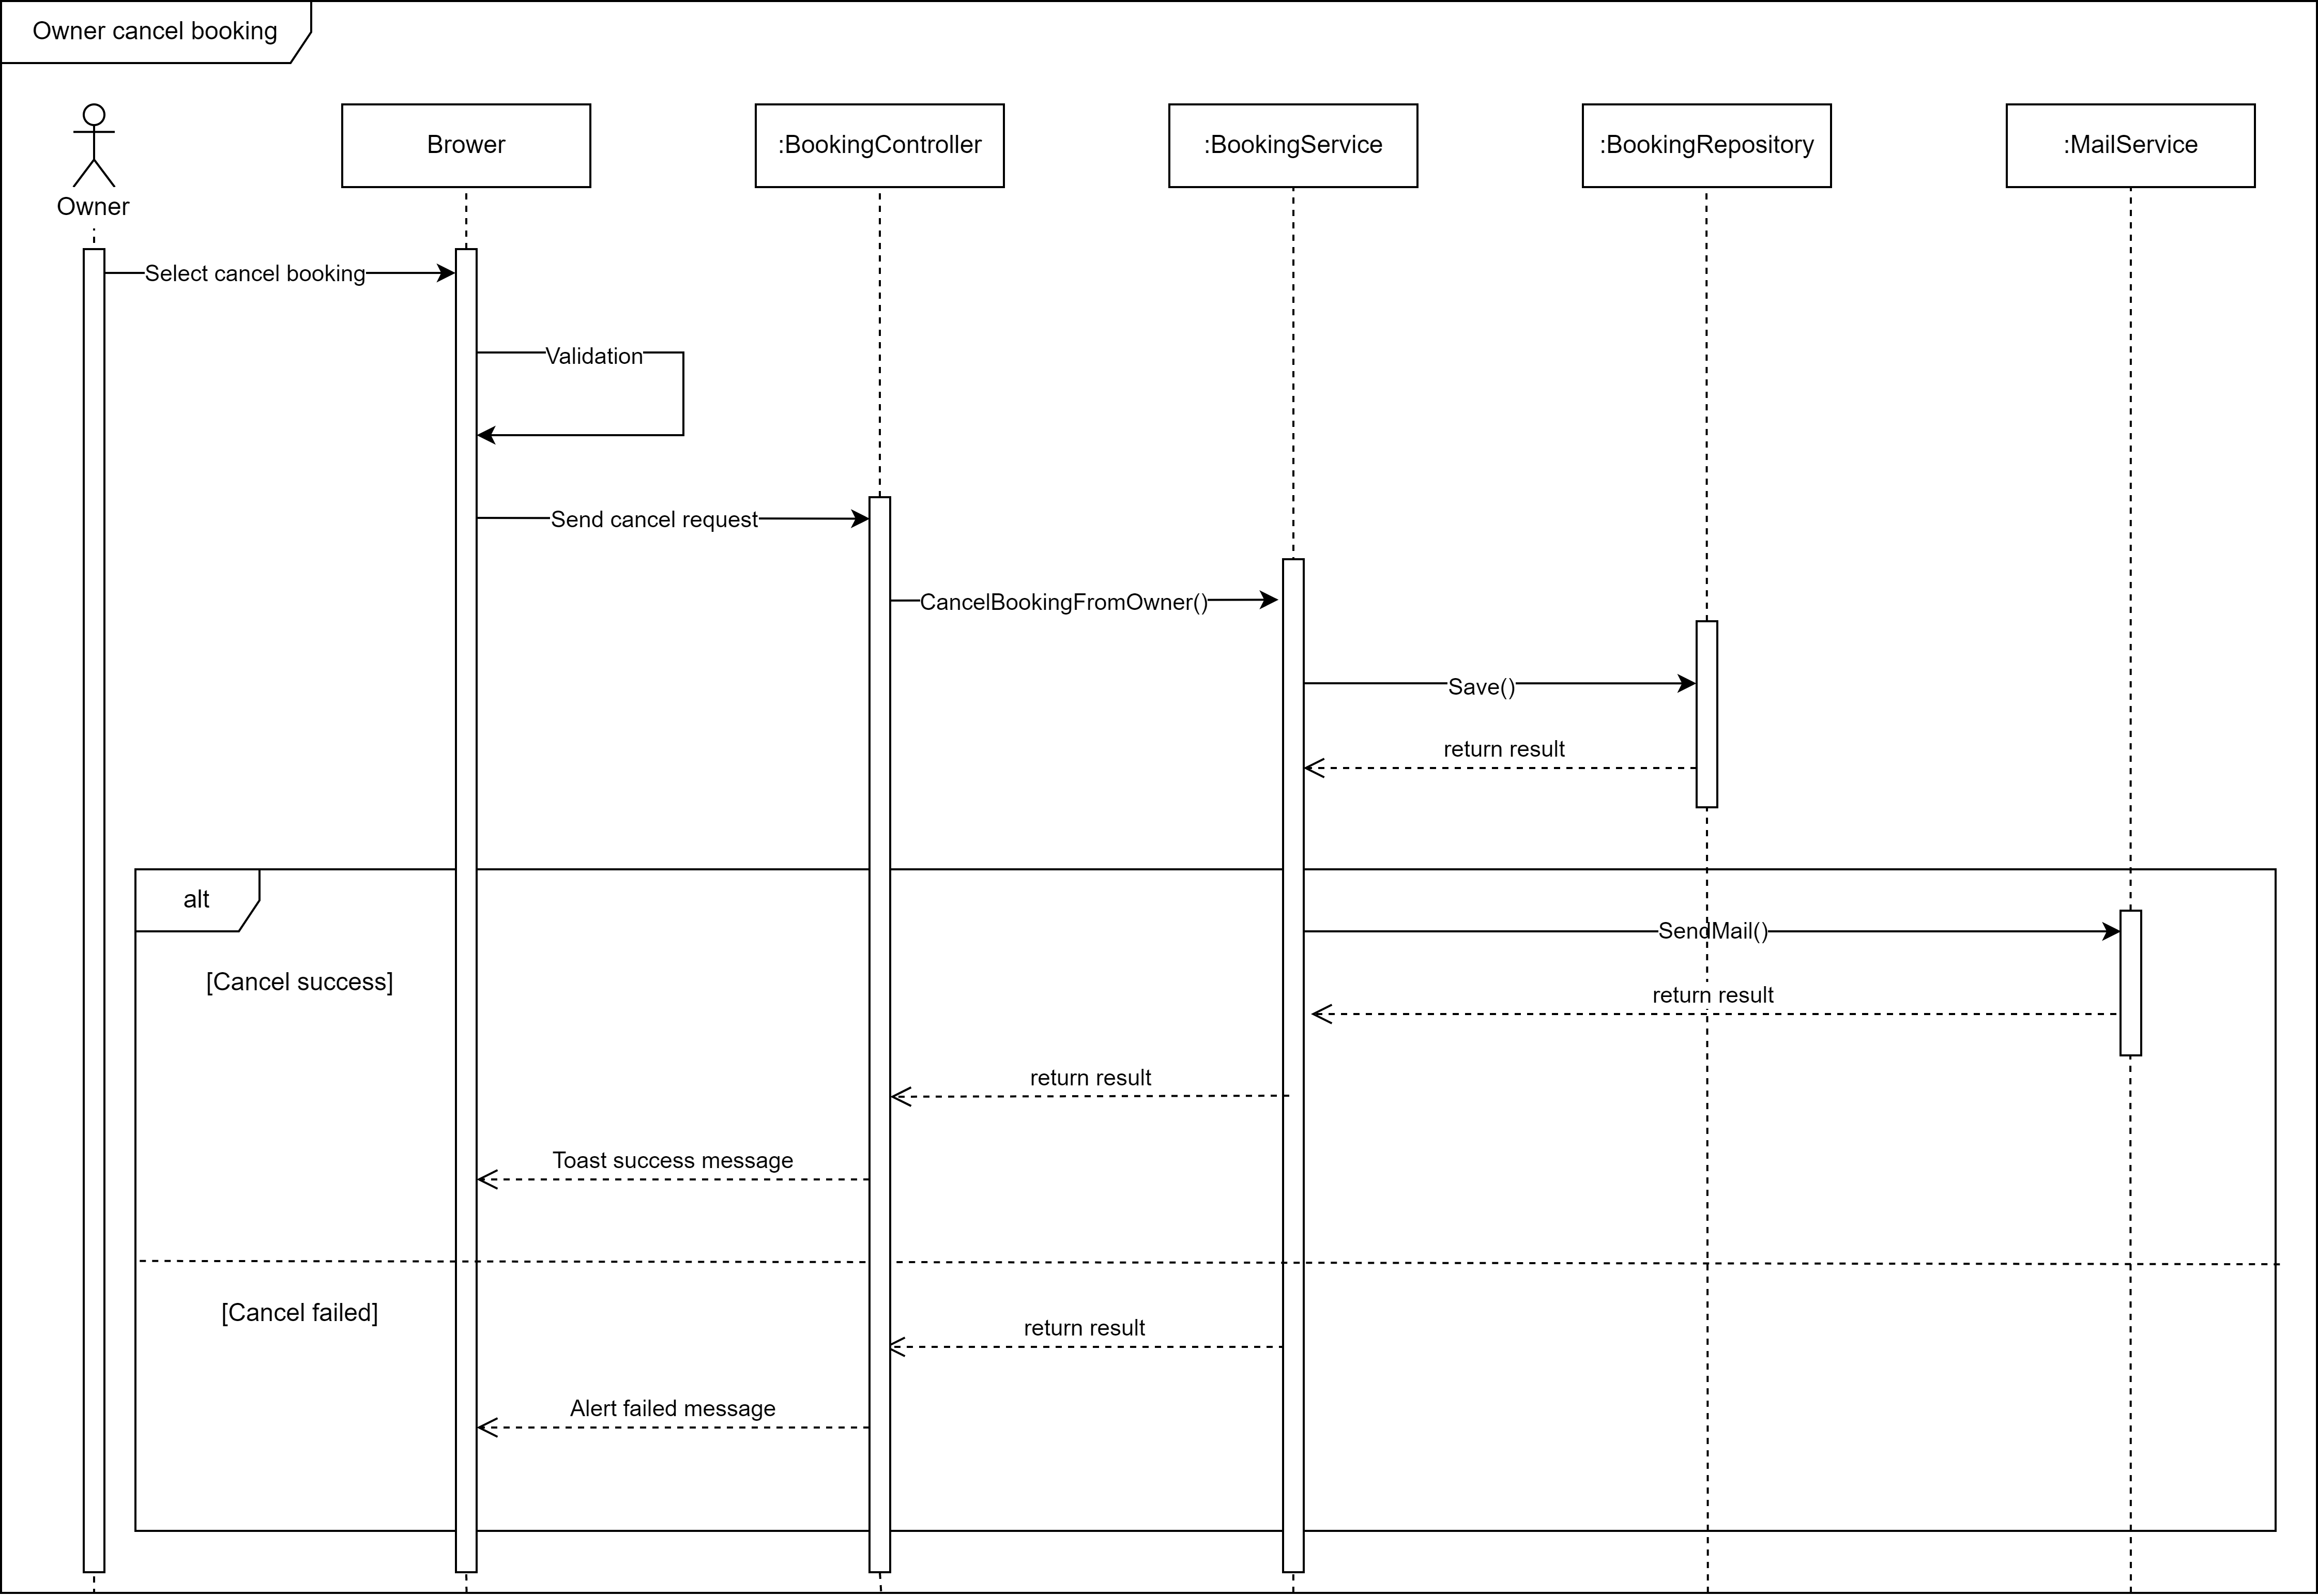 Owner cancel booking
Owner
Brower
:BookingController
:BookingService
:BookingRepository
:MailService
Select cancel booking
Validation
Send cancel request
CancelBookingFromOwner()
Save()
return result
alt
SendMail()
[Cancel success]
return result
return result
Toast success message
[Cancel failed]
return result
Alert failed message